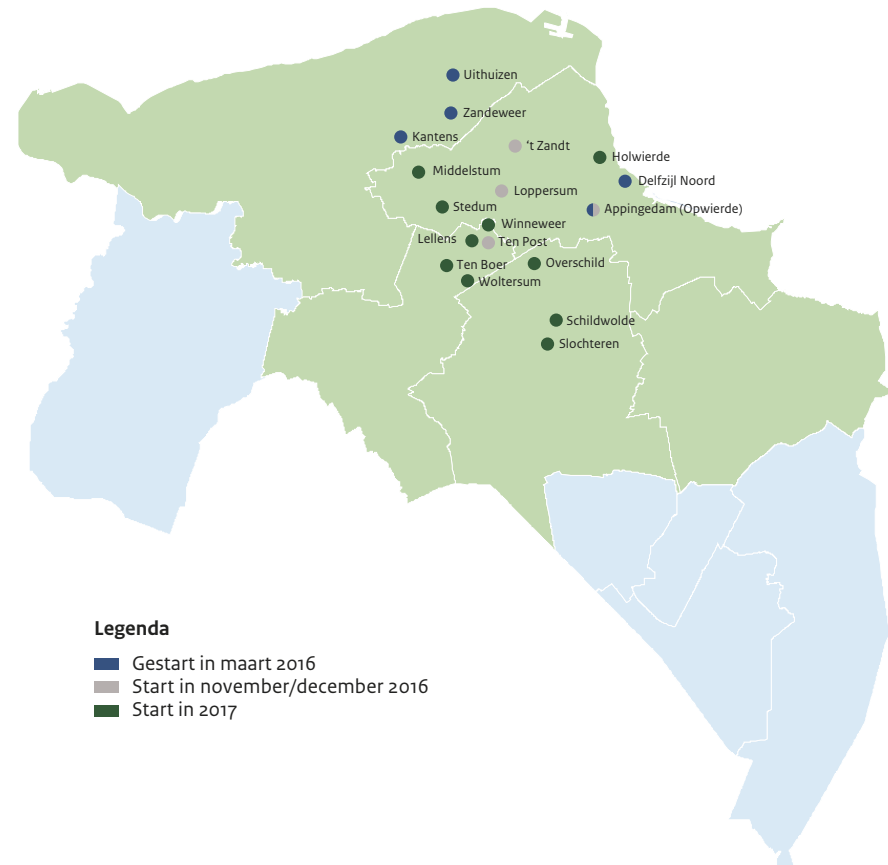 Uithuizen
Zandeweer
Kantens
't Zandt
Holwierde
Middelstum
Delfzijl Noord
Loppersum
Stedum
Appingedam (Opwierde)
Winneweer
Lellens
Ten Post
Ten Boer
Overschild
Woltersum
Schildwolde
Slochteren
Legenda
Gestart in maart 2016
Start in november/december 2016
Start in 2017